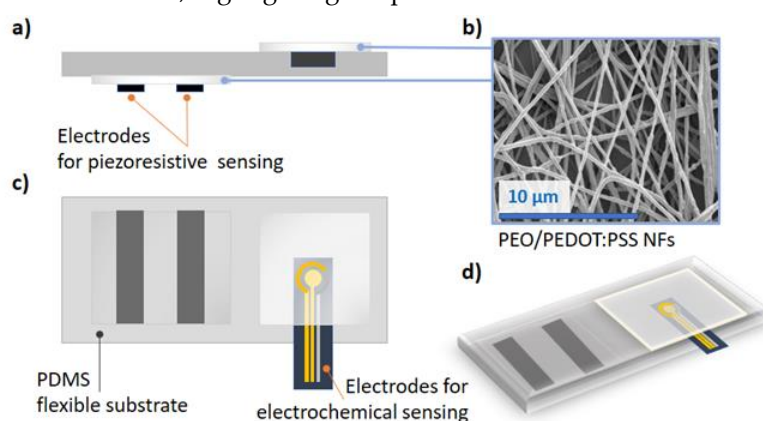 a)
b)
Electrodes
for piezoresistive sensing
10 µm
PEO/PEDOT:PSS NFs
c)
d)
PDMS
flexible substrate
Electrodes for
electrochemical sensing